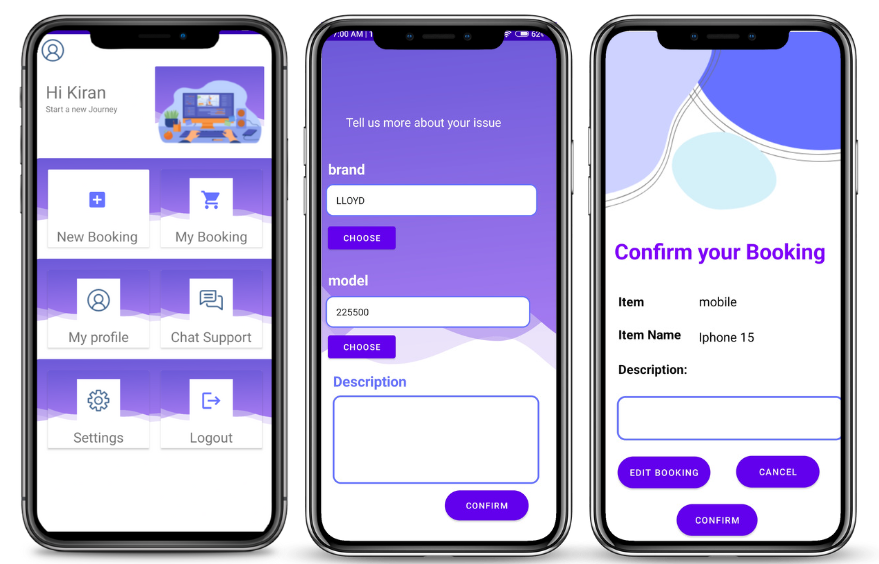 Hi Kiran
Start a new Journey
New Booking
My Booking
My profile
Chat Support
Settings
Logout
7:00 AM | 1
62%
Tell us more about your issue
brand
LLOYD
CHOOSE
model
225500
CHOOSE
Description
CONFIRM
Confirm your Booking
Item mobile
Item Name Iphone 15
Description:
EDIT BOOKING CANCEL
CONFIRM